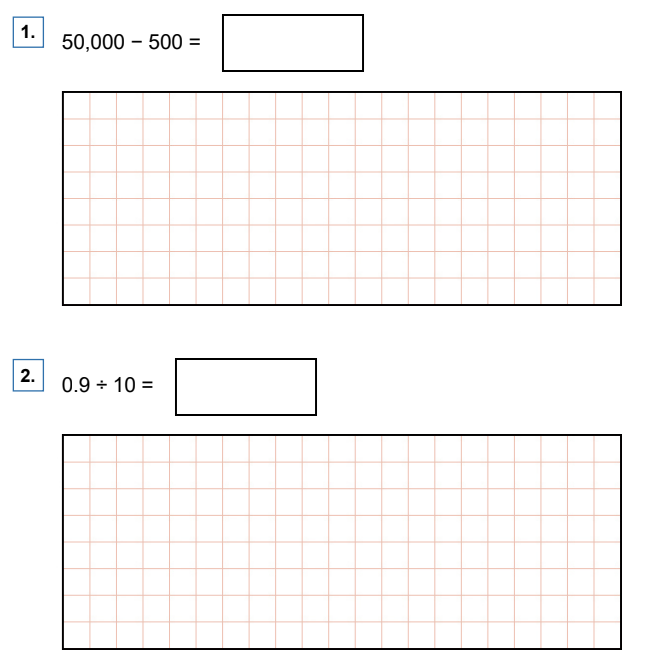 1. 50,000 − 500 =
2. 0.9 ÷ 10 =